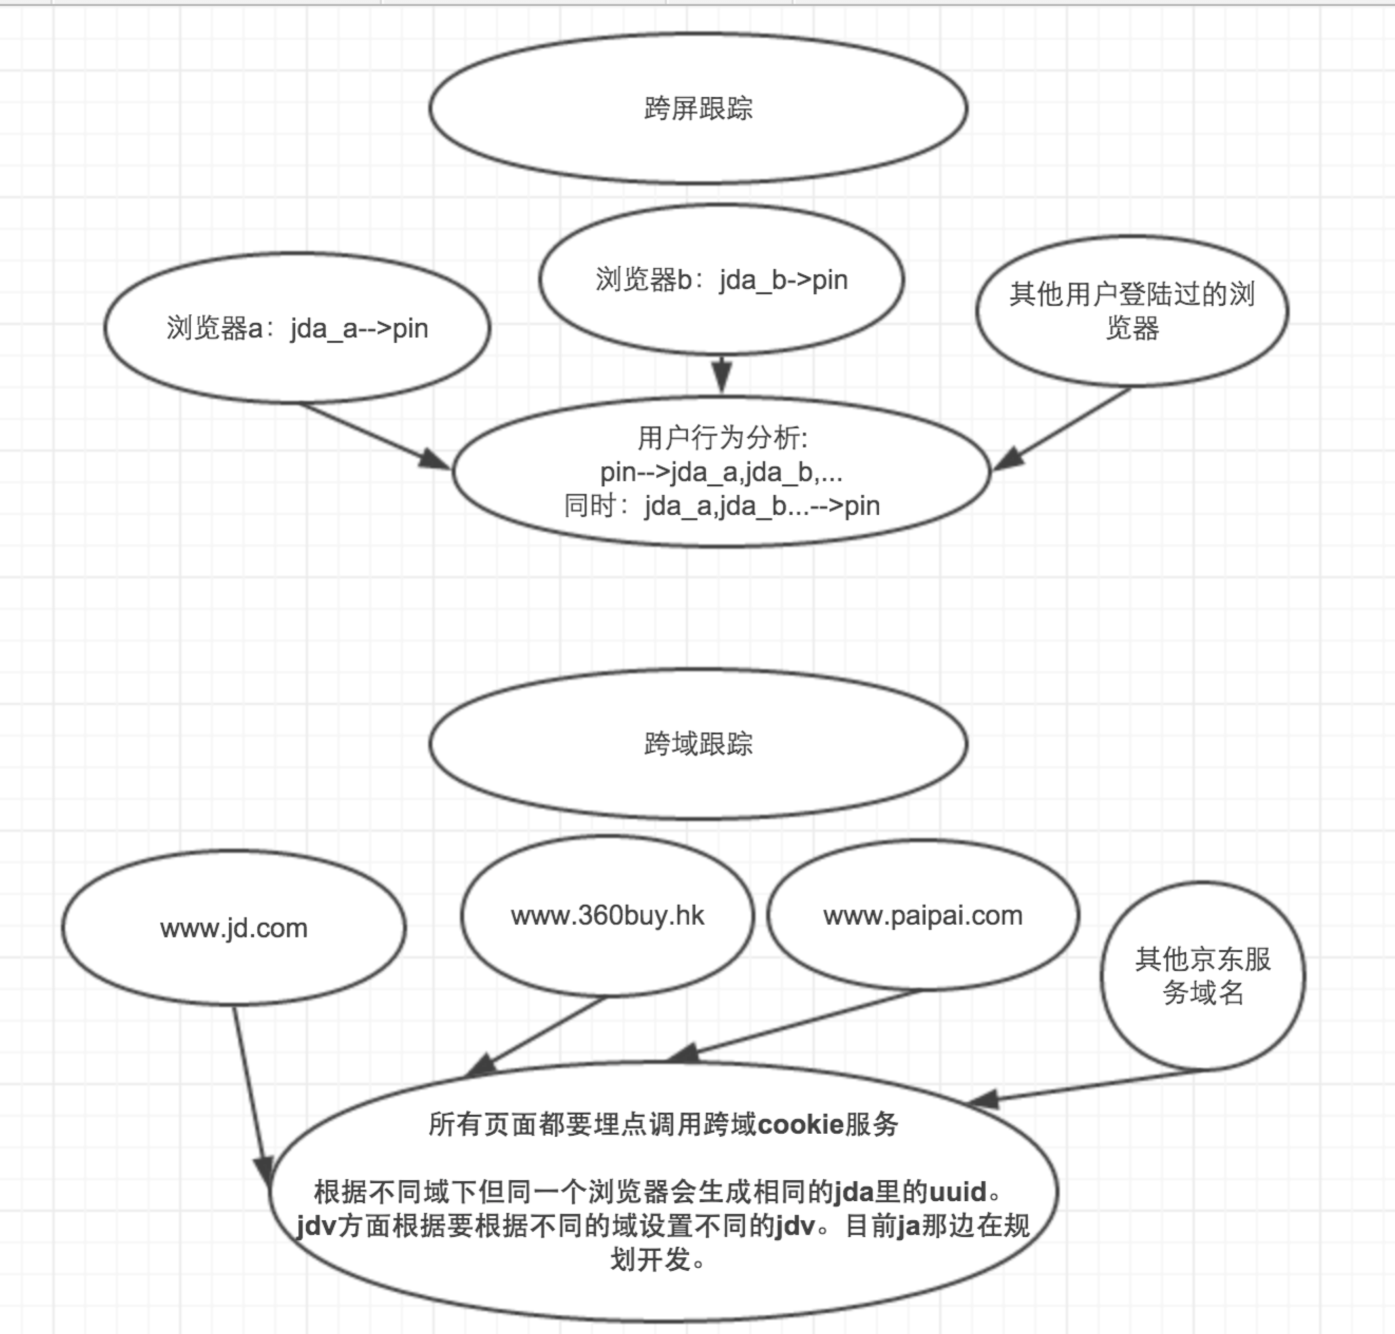 跨屏跟踪
浏览器a：jda_a-->pin
浏览器b：jda_b->pin
其他用户登陆过的浏
览器
用户行为分析:
pin-->jda_a,jda_b,...
同时：jda_a,jda_b...-->pin
跨域跟踪
www.jd.com
www.360buy.hk
www.paipai.com
其他京东服
务域名
所有页面都要埋点调用跨域cookie服务
根据不同域下但同一个浏览器会生成相同的jda里的uuid。
jdv方面根据要根据不同的域设置不同的jdv。目前ja那边在规
划开发。